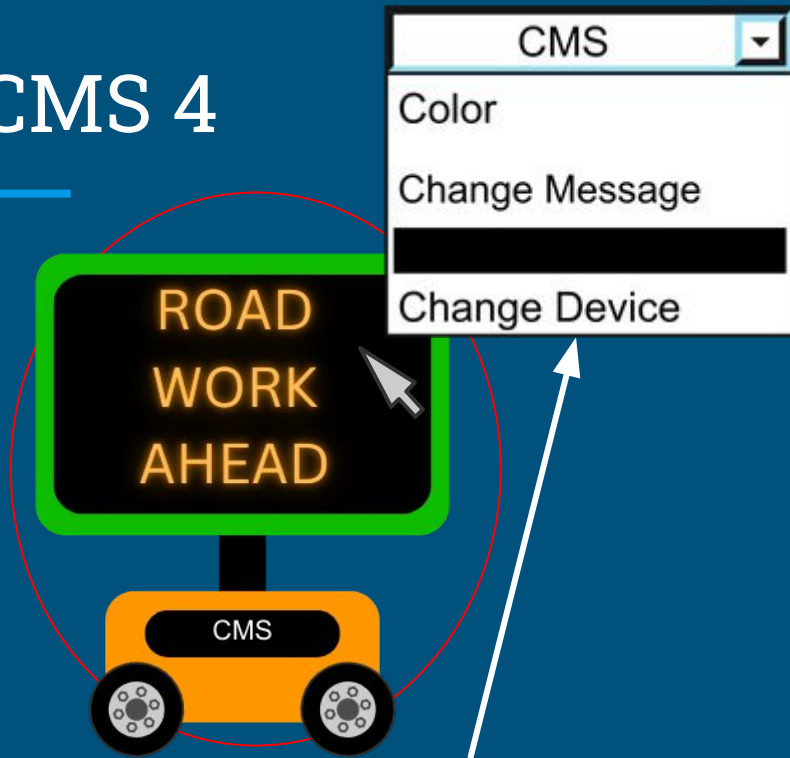 CMS 4
CMS
Color
Change Message
Change Device
ROAD
WORK
AHEAD
CMS